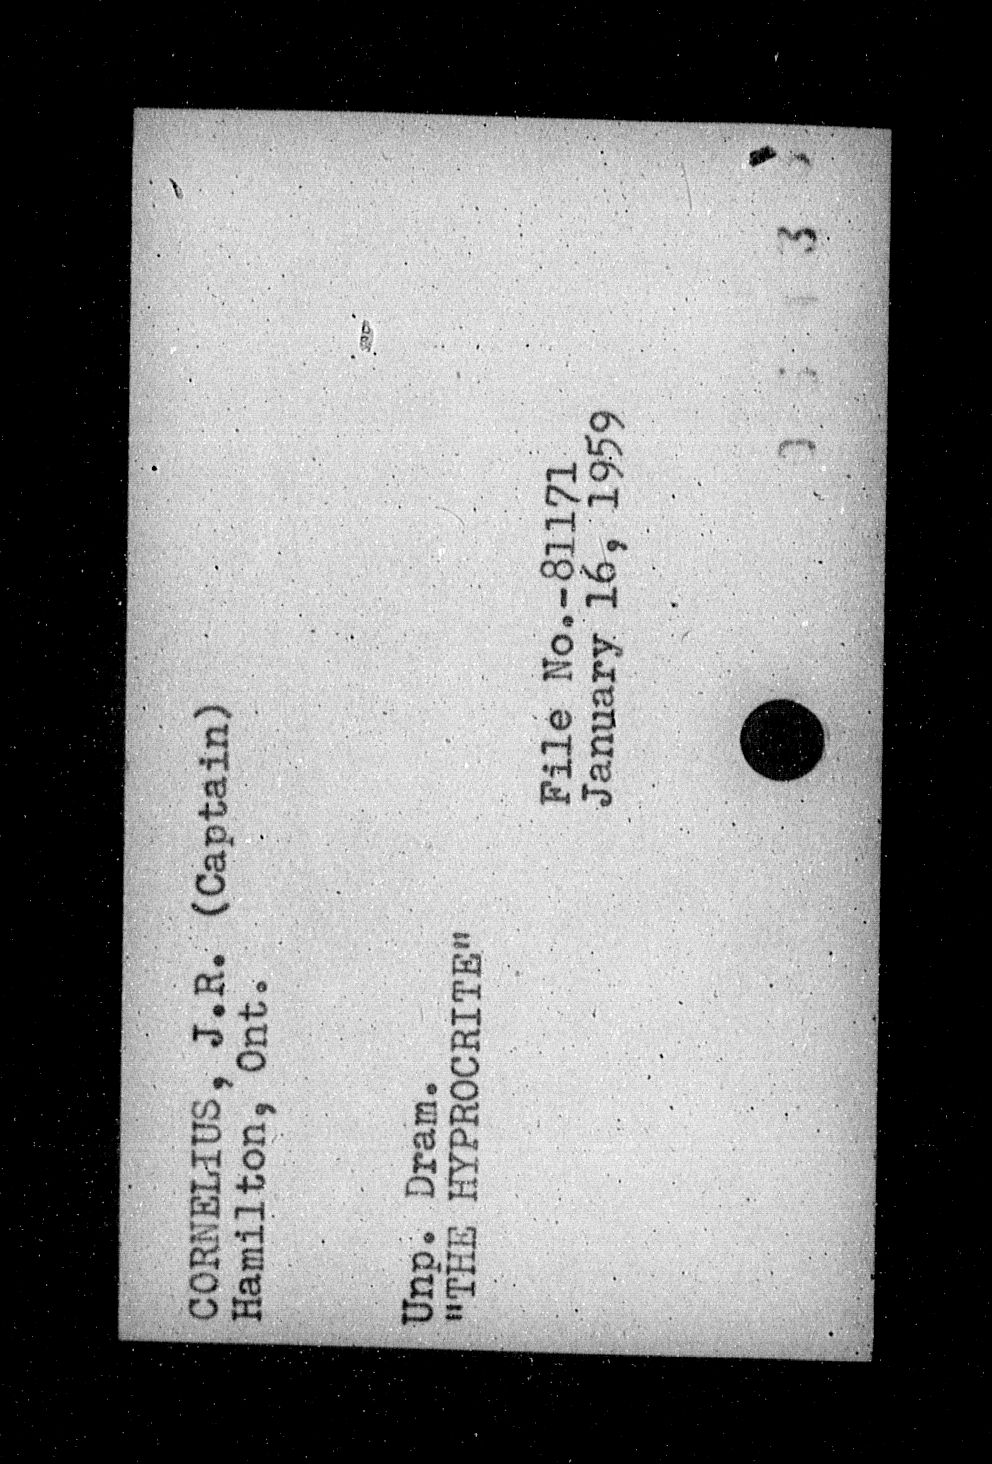 CORNELIUS, J.R. (Captain)
Hamilton, Ont.
Unp. Dram.
"THE HYPROCRITE"
File No.-81171
January 16, 1959